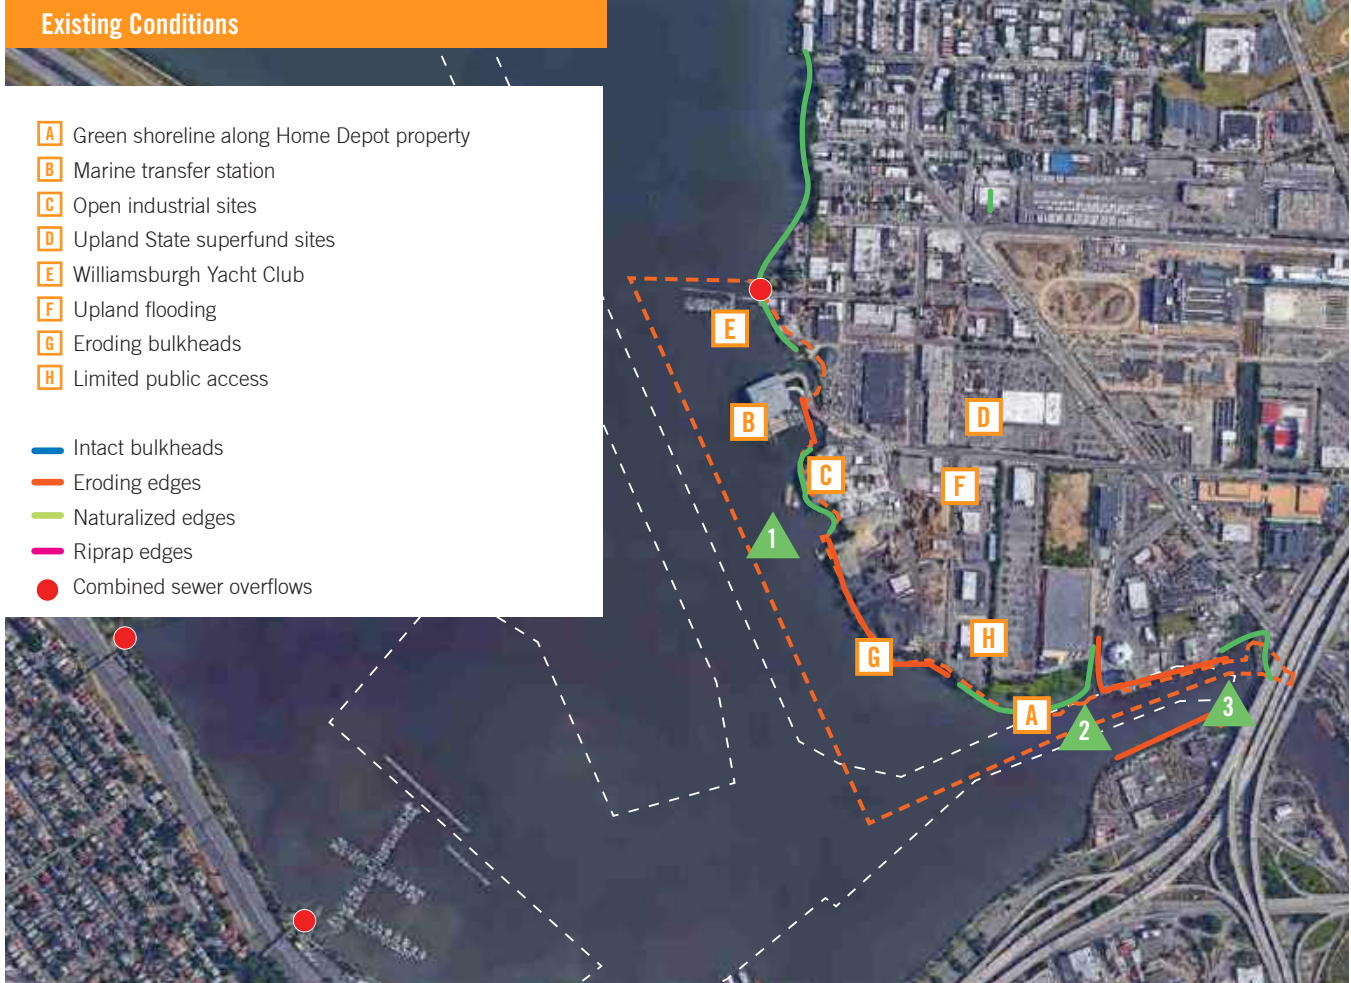 Existing Conditions
A Green shoreline along Home Depot property
B Marine transfer station
C Open industrial sites
D Upland State superfund sites
E Williamsburgh Yacht Club
F Upland flooding
G Eroding bulkheads
H Limited public access
Intact bulkheads
Eroding edges
Naturalized edges
Riprap edges
Combined sewer overflows
E
B
D
C
F
1
H
G
A
2
3